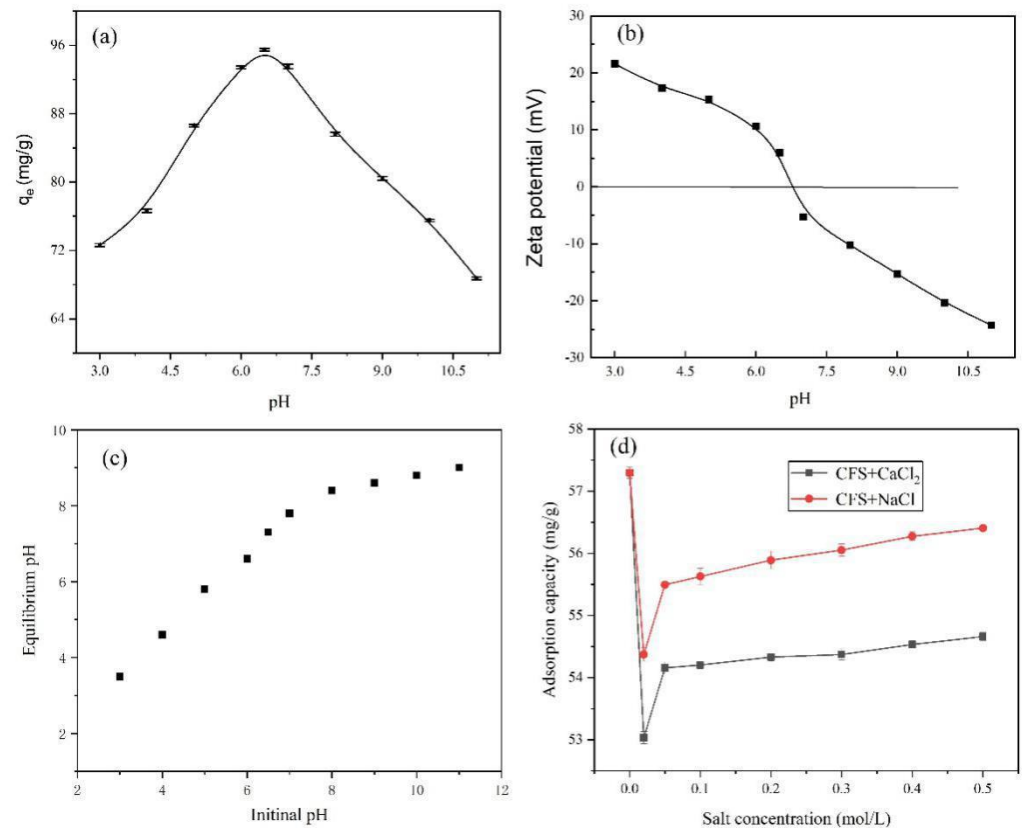 (a)
96
88
80
72
64
qₑ (mg/g)
3.0 4.5 6.0 7.5 9.0 10.5
pH
(b)
30
20
10
0
-10
-20
-30
Zeta potential (mV)
3.0 4.5 6.0 7.5 9.0 10.5
pH
(c)
10
8
6
4
2
Equilibrium pH
2 4 6 8 10 12
Initinal pH
(d)
58
57
56
55
54
53
Adsorption capacity (mg/g)
CFS+CaCl₂
CFS+NaCl
0.0 0.1 0.2 0.3 0.4 0.5
Salt concentration (mol/L)